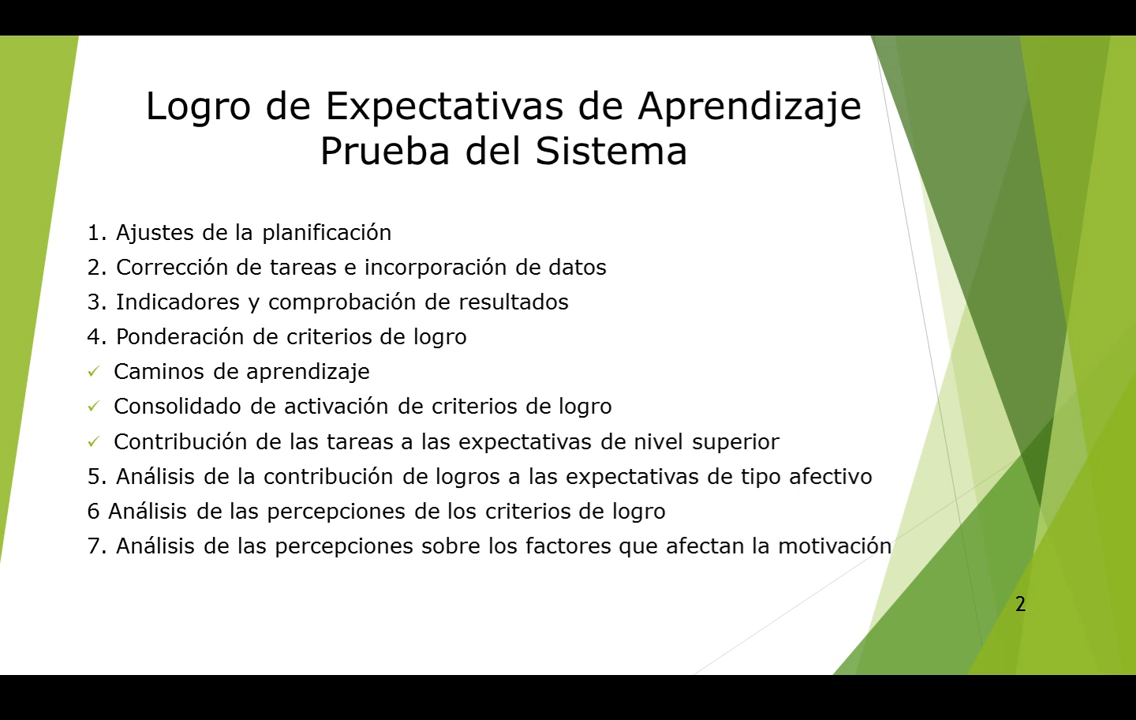 Logro de Expectativas de Aprendizaje
Prueba del Sistema
1. Ajustes de la planificación
2. Corrección de tareas e incorporación de datos
3. Indicadores y comprobación de resultados
4. Ponderación de criterios de logro
✓ Caminos de aprendizaje
✓ Consolidado de activación de criterios de logro
✓ Contribución de las tareas a las expectativas de nivel superior
5. Análisis de la contribución de logros a las expectativas de tipo afectivo
6 Análisis de las percepciones de los criterios de logro
7. Análisis de las percepciones sobre los factores que afectan la motivación
2